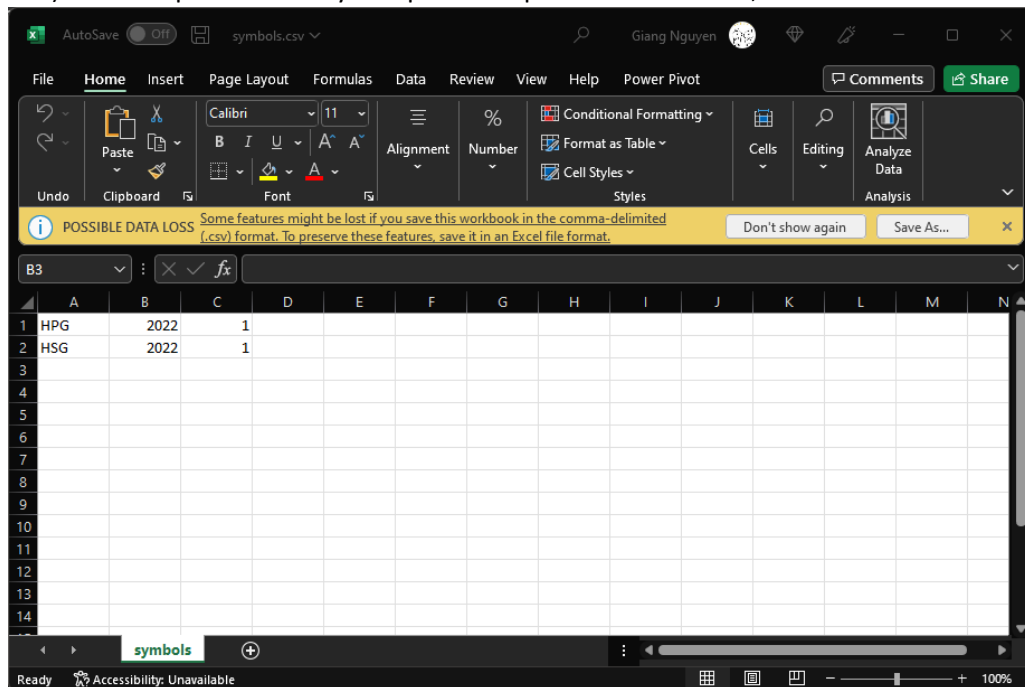 AutoSave Off symbols.csv Giang Nguyen
File Home Insert Page Layout Formulas Data Review View Help Power Pivot Comments Share
Calibri 11
Conditional Formatting
B I U A A
Paste Alignment % Number Format as Table Cells Editing Analyze Data
A
Cell Styles
Undo Clipboard Font Styles Analysis
POSSIBLE DATA LOSS Some features might be lost if you save this workbook in the comma-delimited
(.csv) format. To preserve these features, save it in an Excel file format. Don't show again Save As...
B3 fx
A B C D E F G H I J K L M N
1 HPG 2022 1
2 HSG 2022 1
3
4
5
6
7
8
9
10
11
12
13
14
symbols
Ready Accessibility: Unavailable 100%